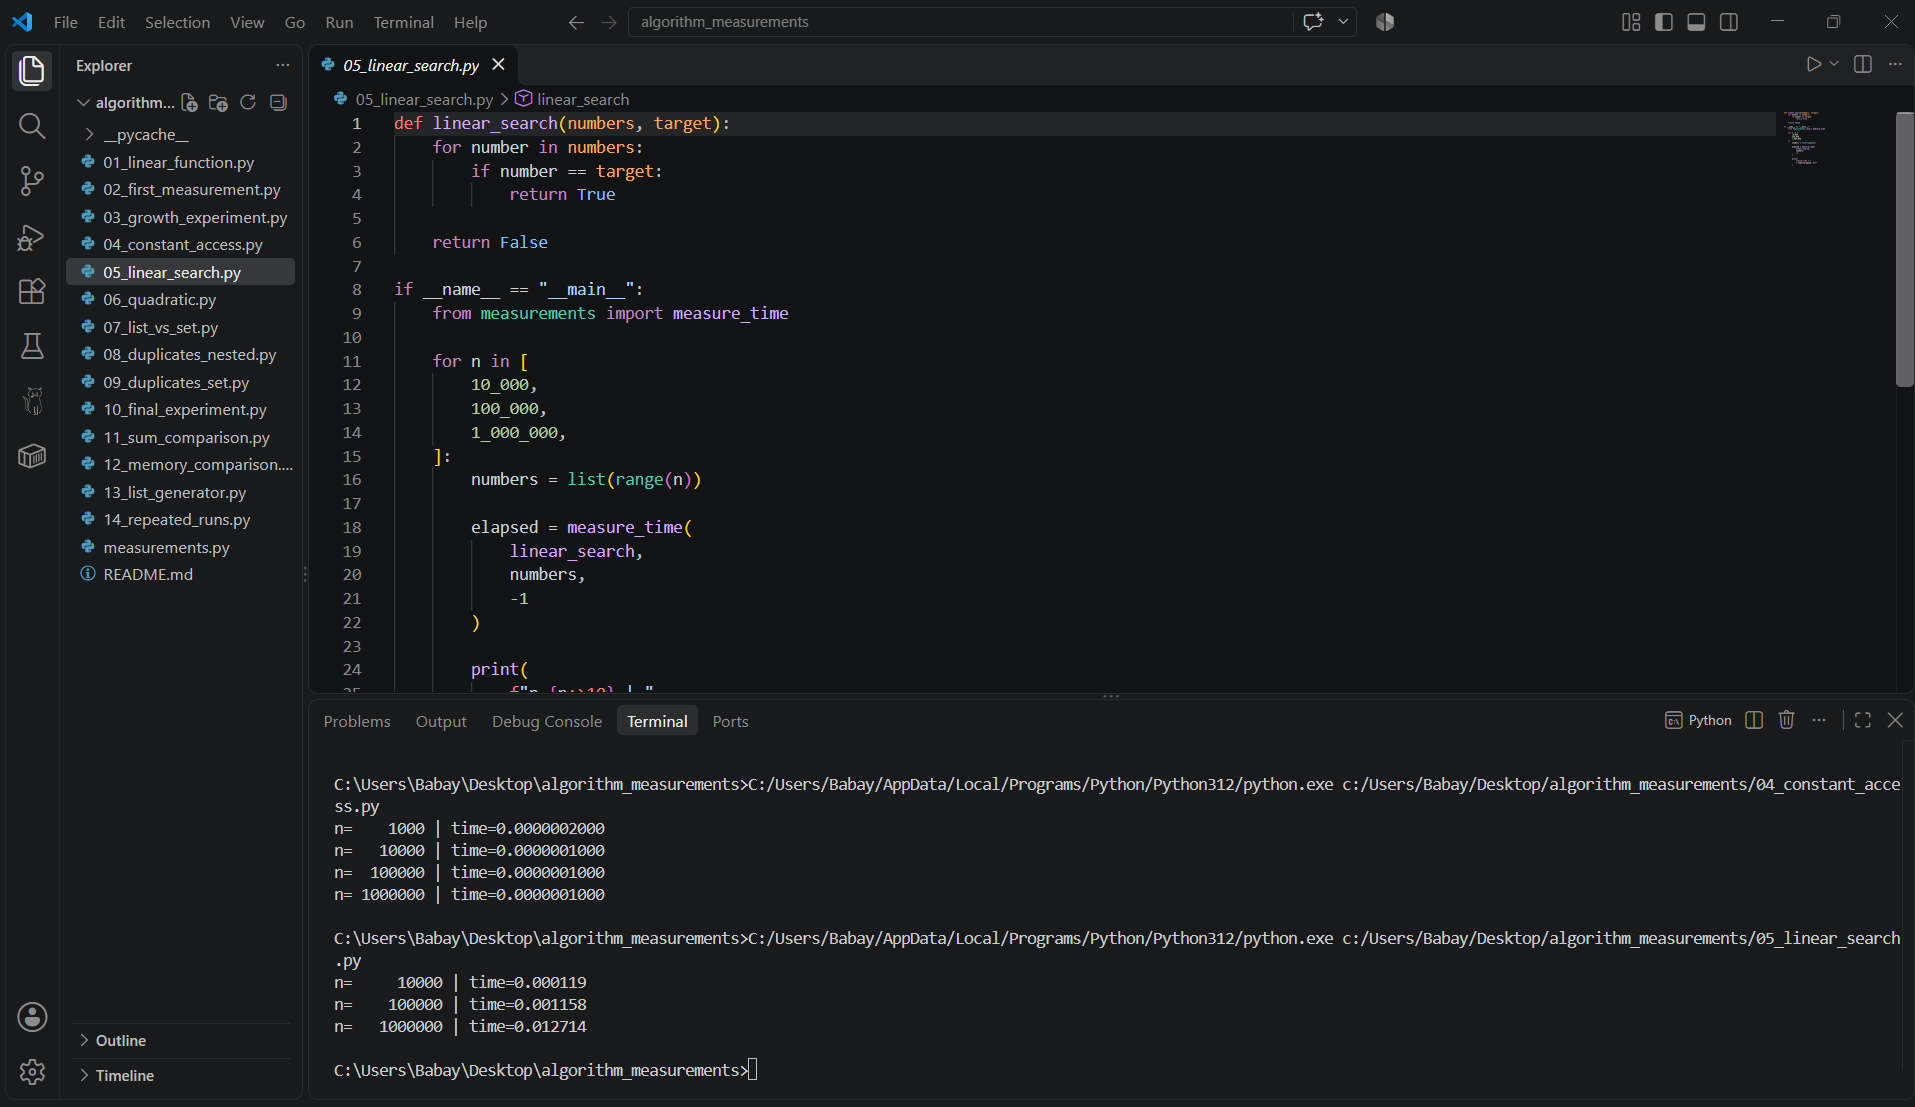 File Edit Selection View Go Run Terminal Help
algorithm_measurements
Explorer
algorithm...
__pycache__
01_linear_function.py
02_first_measurement.py
03_growth_experiment.py
04_constant_access.py
05_linear_search.py
06_quadratic.py
07_list_vs_set.py
08_duplicates_nested.py
09_duplicates_set.py
10_final_experiment.py
11_sum_comparison.py
12_memory_comparison....
13_list_generator.py
14_repeated_runs.py
measurements.py
README.md
Outline
Timeline
05_linear_search.py
05_linear_search.py > linear_search
1 def linear_search(numbers, target):
2     for number in numbers:
3         if number == target:
4             return True
5
6     return False
7
8 if __name__ == "__main__":
9     from measurements import measure_time
10
11     for n in [
12         10_000,
13         100_000,
14         1_000_000,
15     ]:
16         numbers = list(range(n))
17
18         elapsed = measure_time(
19             linear_search,
20             numbers,
21             -1
22         )
23
24         print(
25             f"n={n:>10} | "
Problems Output Debug Console Terminal Ports
Python
C:\Users\Babay\Desktop\algorithm_measurements>C:/Users/Babay/AppData/Local/Programs/Python/Python312/python.exe c:/Users/Babay/Desktop/algorithm_measurements/04_constant_acce
ss.py
n=    1000 | time=0.0000002000
n=   10000 | time=0.0000001000
n=  100000 | time=0.0000001000
n= 1000000 | time=0.0000001000
C:\Users\Babay\Desktop\algorithm_measurements>C:/Users/Babay/AppData/Local/Programs/Python/Python312/python.exe c:/Users/Babay/Desktop/algorithm_measurements/05_linear_search
.py
n=     10000 | time=0.000119
n=    100000 | time=0.001158
n=   1000000 | time=0.012714
C:\Users\Babay\Desktop\algorithm_measurements>